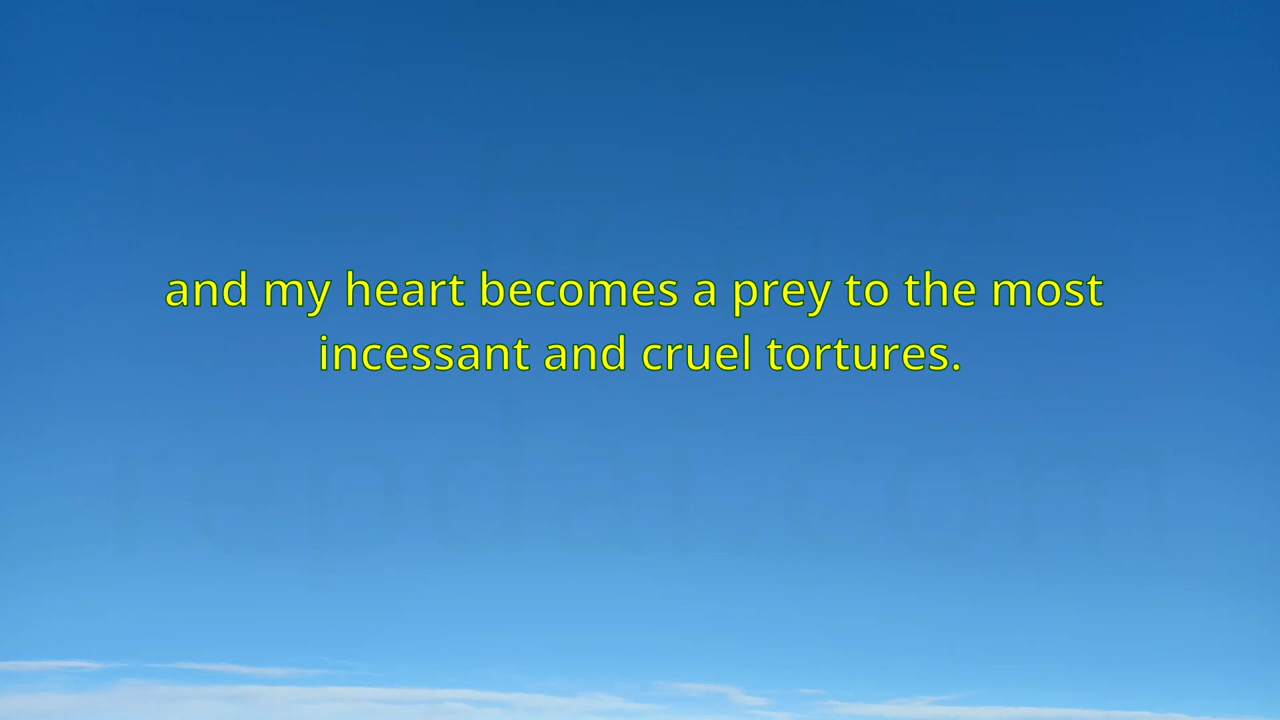 and my heart becomes a prey to the most
incessant and cruel tortures.